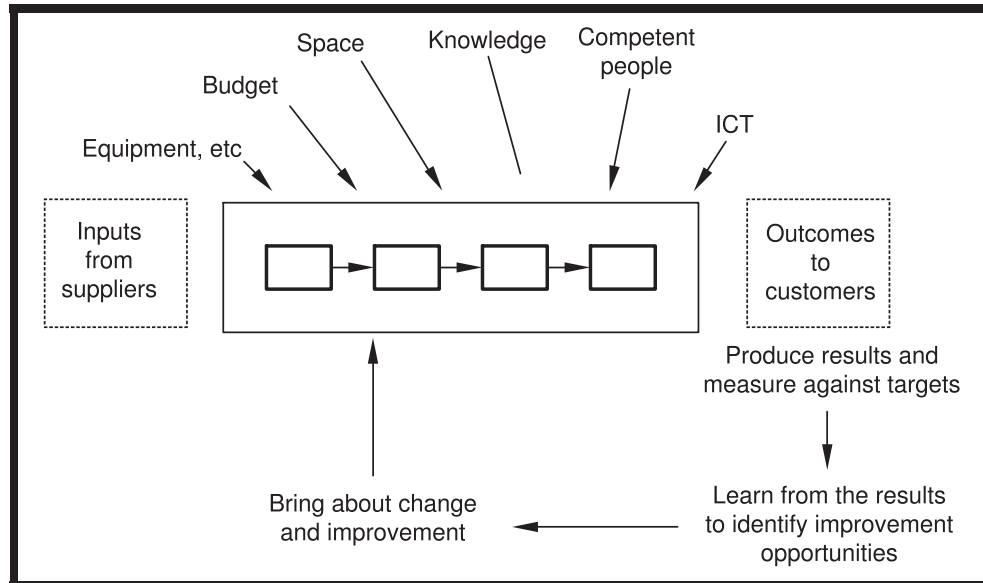 Space
Knowledge
Competent
people
Budget
ICT
Equipment, etc
Inputs
from
suppliers
Outcomes
to
customers
Produce results and
measure against targets
Learn from the results
to identify improvement
opportunities
Bring about change
and improvement